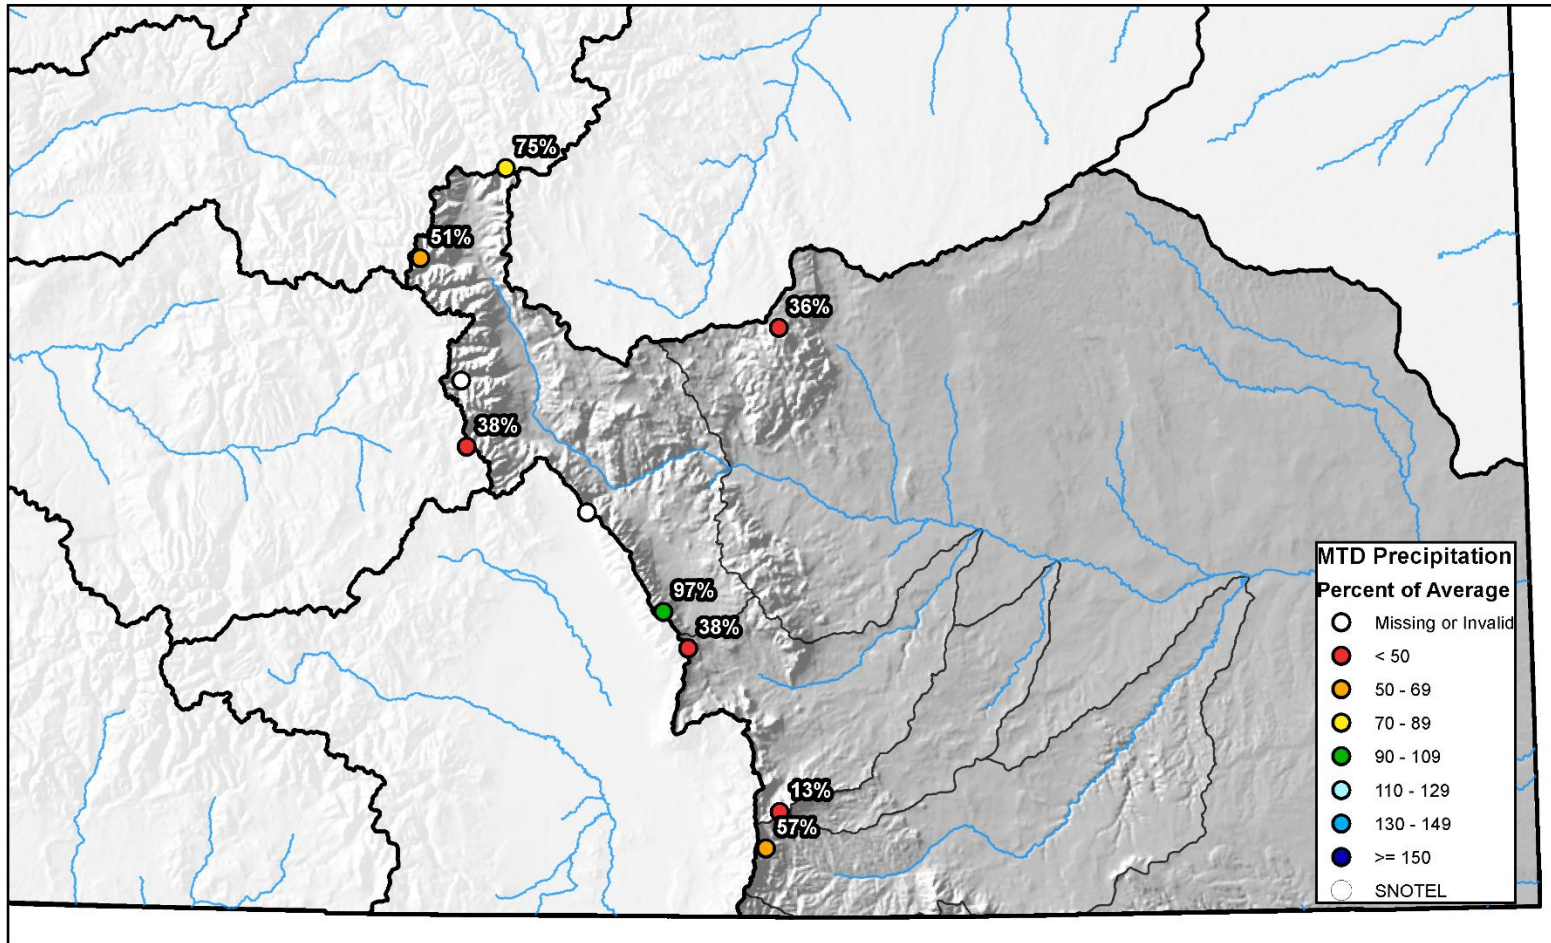 75%
51%
36%
38%
97%
38%
13%
57%
MTD Precipitation
Percent of Average
Missing or Invalid
< 50
50 - 69
70 - 89
90 - 109
110 - 129
130 - 149
>= 150
SNOTEL